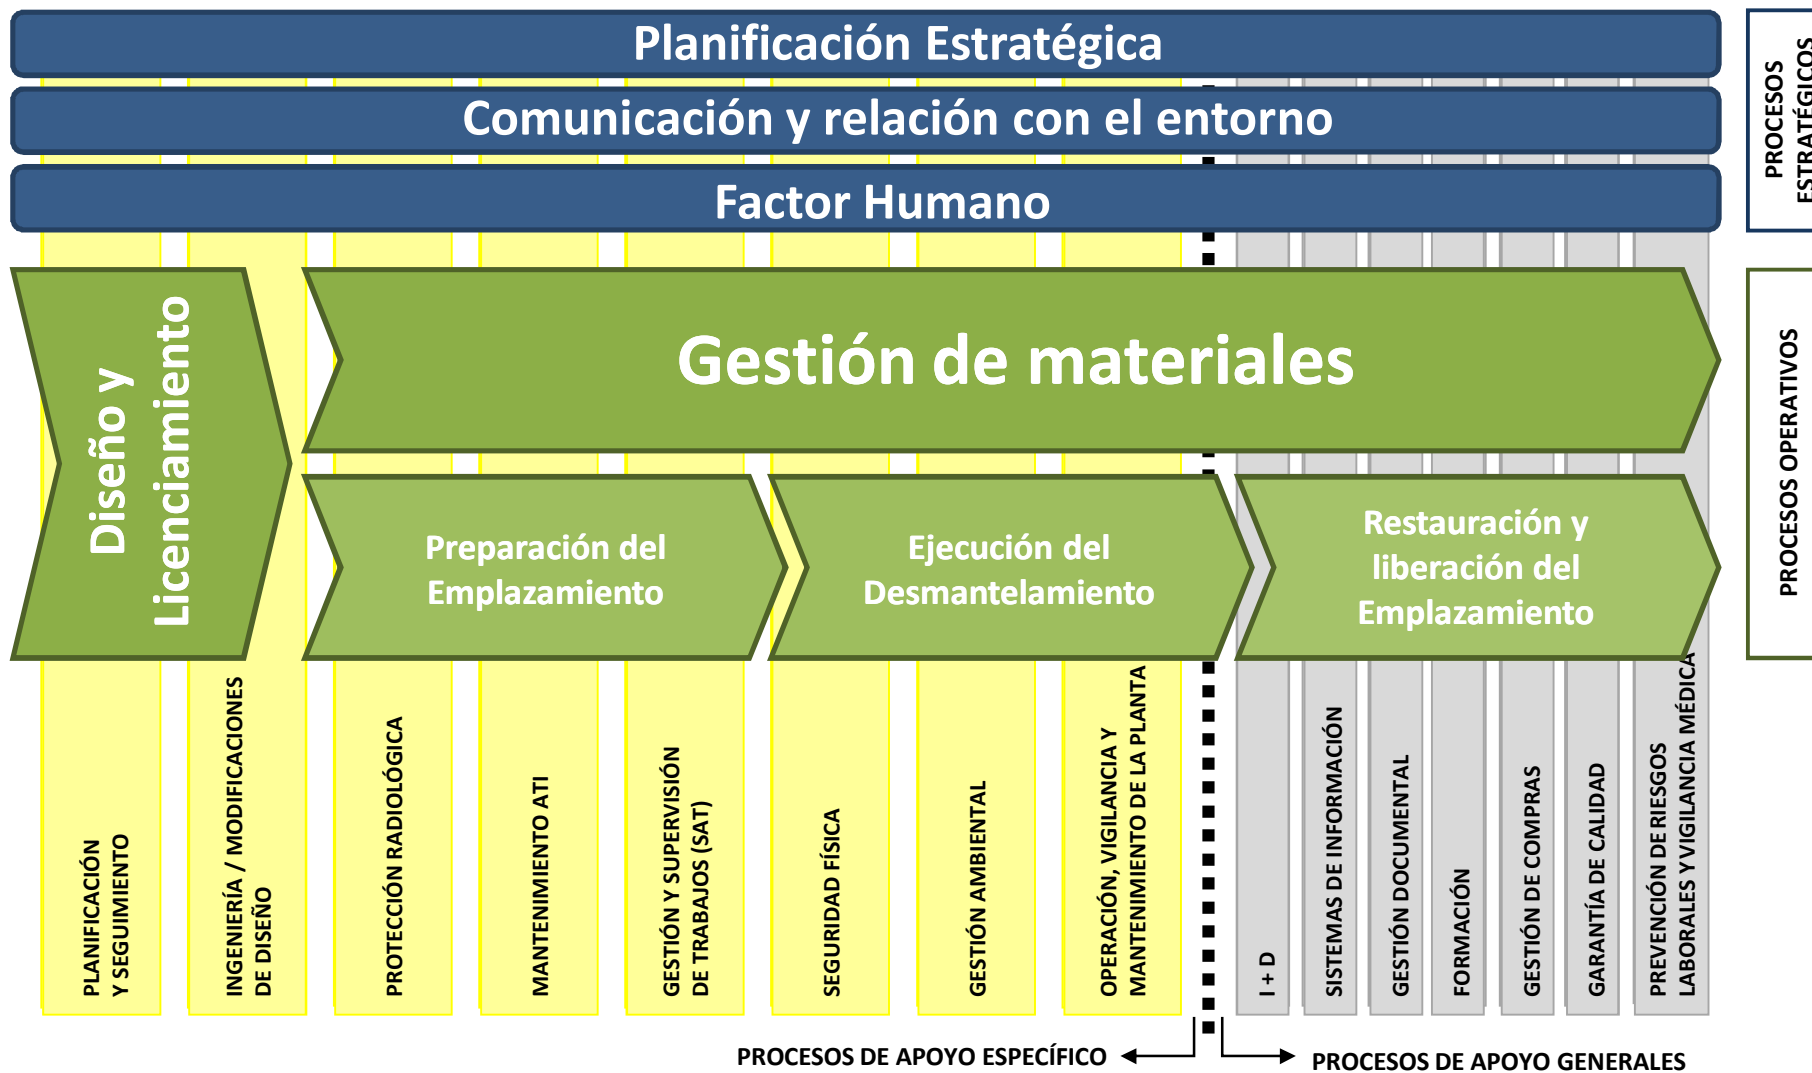 Planificación Estratégica
Comunicación y relación con el entorno
Factor Humano
PROCESOS
ESTRATÉGICOS
Diseño y
Licenciamiento
Gestión de materiales
Preparación del
Emplazamiento
Ejecución del
Desmantelamiento
Restauración y
liberación del
Emplazamiento
PROCESOS OPERATIVOS
PLANIFICACIÓN
Y SEGUIMIENTO
INGENIERÍA / MODIFICACIONES
DE DISEÑO
PROTECCIÓN RADIOLÓGICA
MANTENIMIENTO ATI
GESTIÓN Y SUPERVISIÓN
DE TRABAJOS (SAT)
SEGURIDAD FÍSICA
GESTIÓN AMBIENTAL
OPERACIÓN, VIGILANCIA Y
MANTENIMIENTO DE LA PLANTA
I + D
SISTEMAS DE INFORMACIÓN
GESTIÓN DOCUMENTAL
FORMACIÓN
GESTIÓN DE COMPRAS
GARANTÍA DE CALIDAD
PREVENCIÓN DE RIESGOS
LABORALES Y VIGILANCIA MÉDICA
PROCESOS DE APOYO ESPECÍFICO
PROCESOS DE APOYO GENERALES